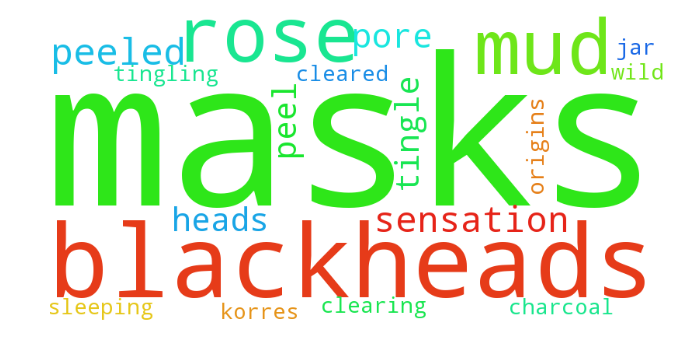 rose
mud
peeled
pore
jar
tingling
cleared
wild
masks
peel
tingle
origins
heads
sensation
blackheads
sleeping
korres
clearing
charcoal